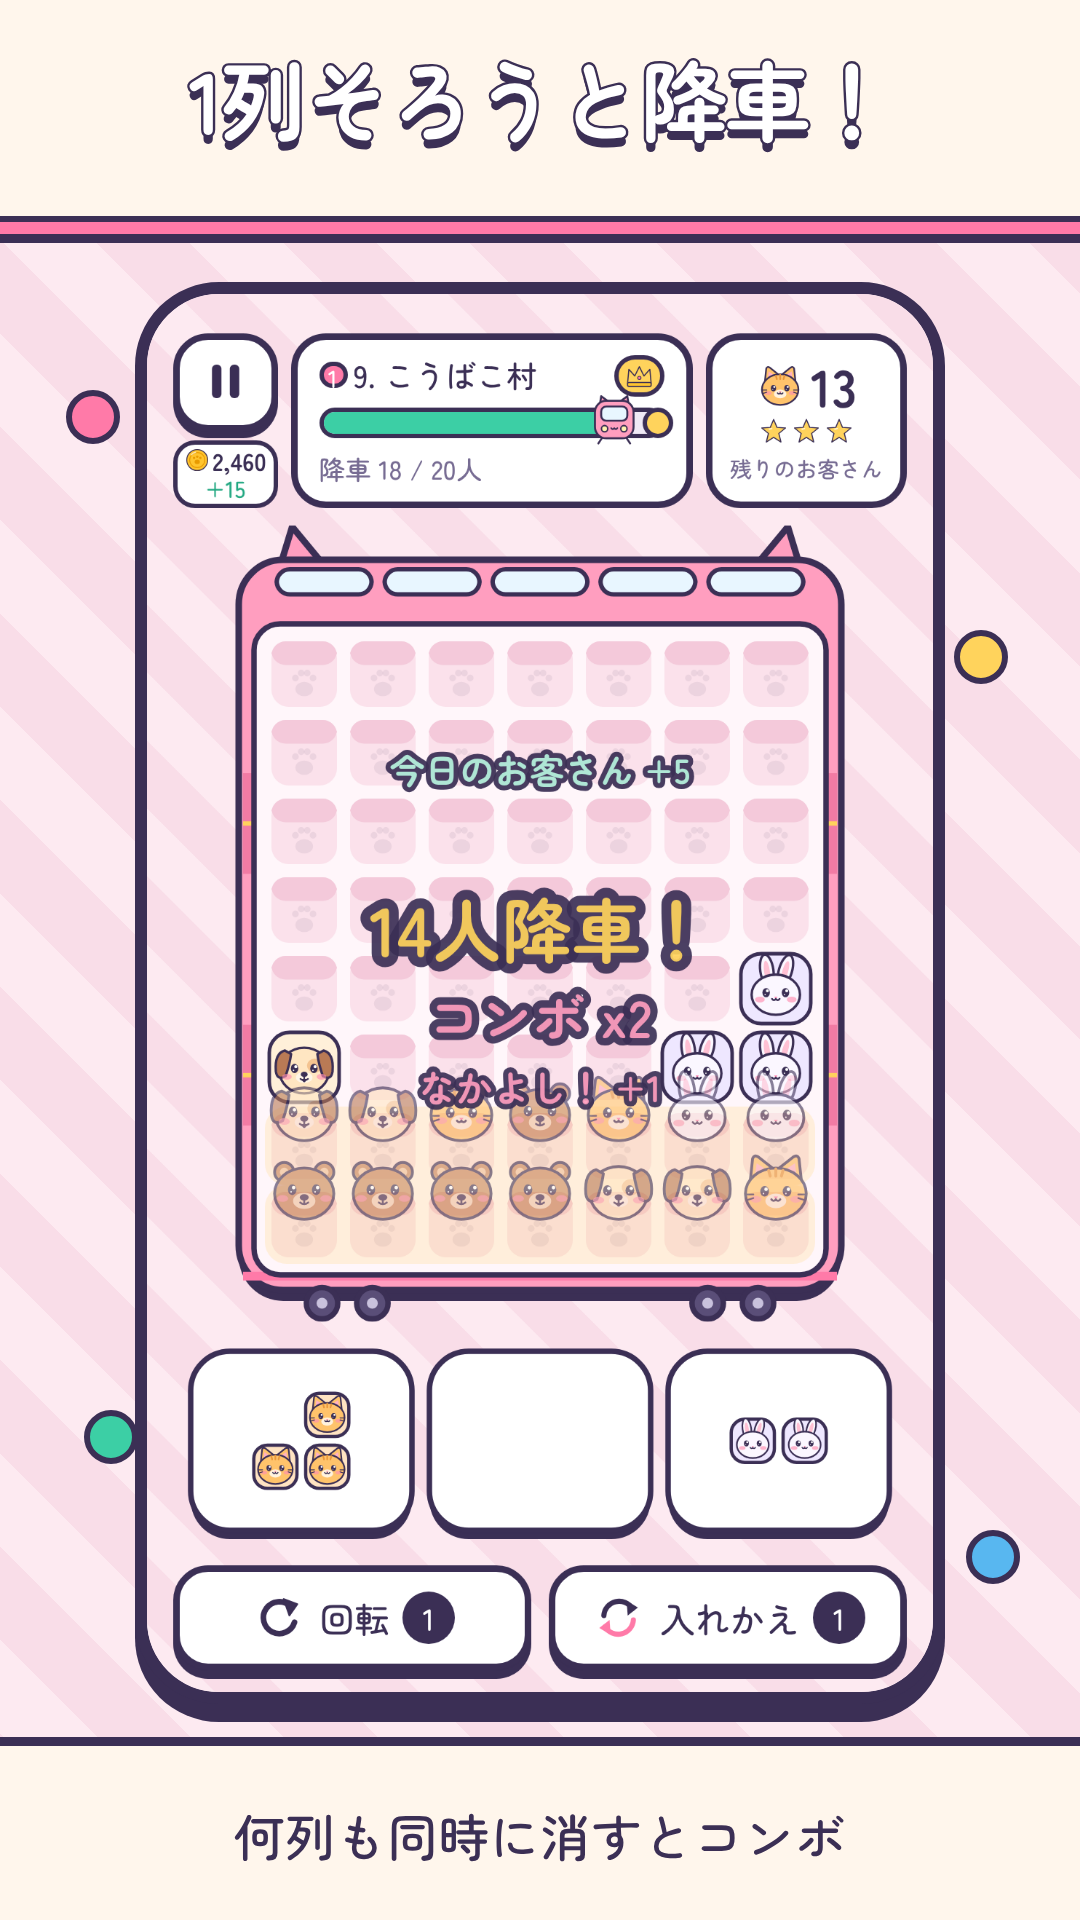 1列そろうと降車！
1 9. こうばこ村
降車 18 / 20人
13
残りのお客さん
2,460
+15
今日のお客さん +5
14人降車！
コンボ x2
なかよし！ +1
回転 1
入れかえ 1
何列も同時に消すとコンボ